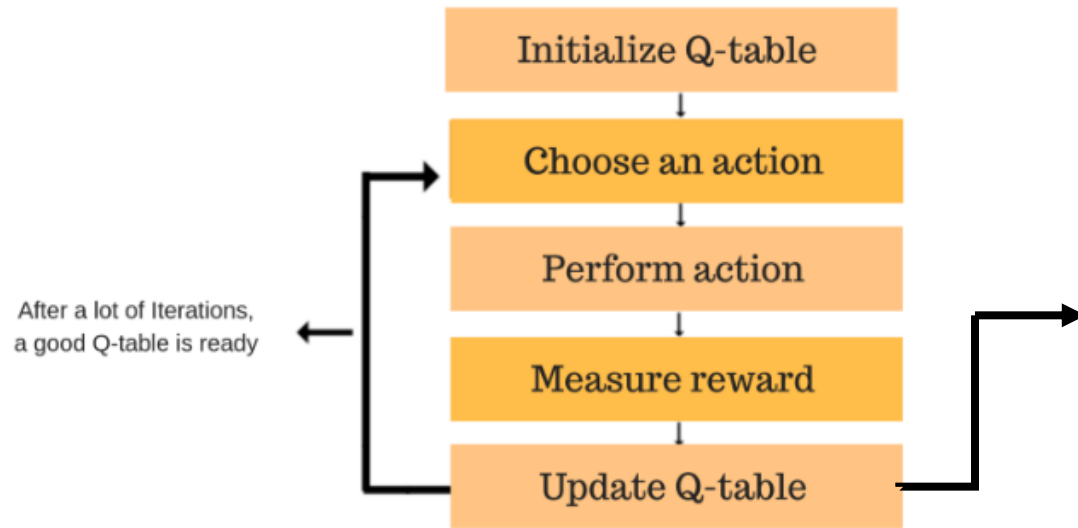 Initialize Q-table
Choose an action
Perform action
After a lot of Iterations,
a good Q-table is ready
Measure reward
Update Q-table